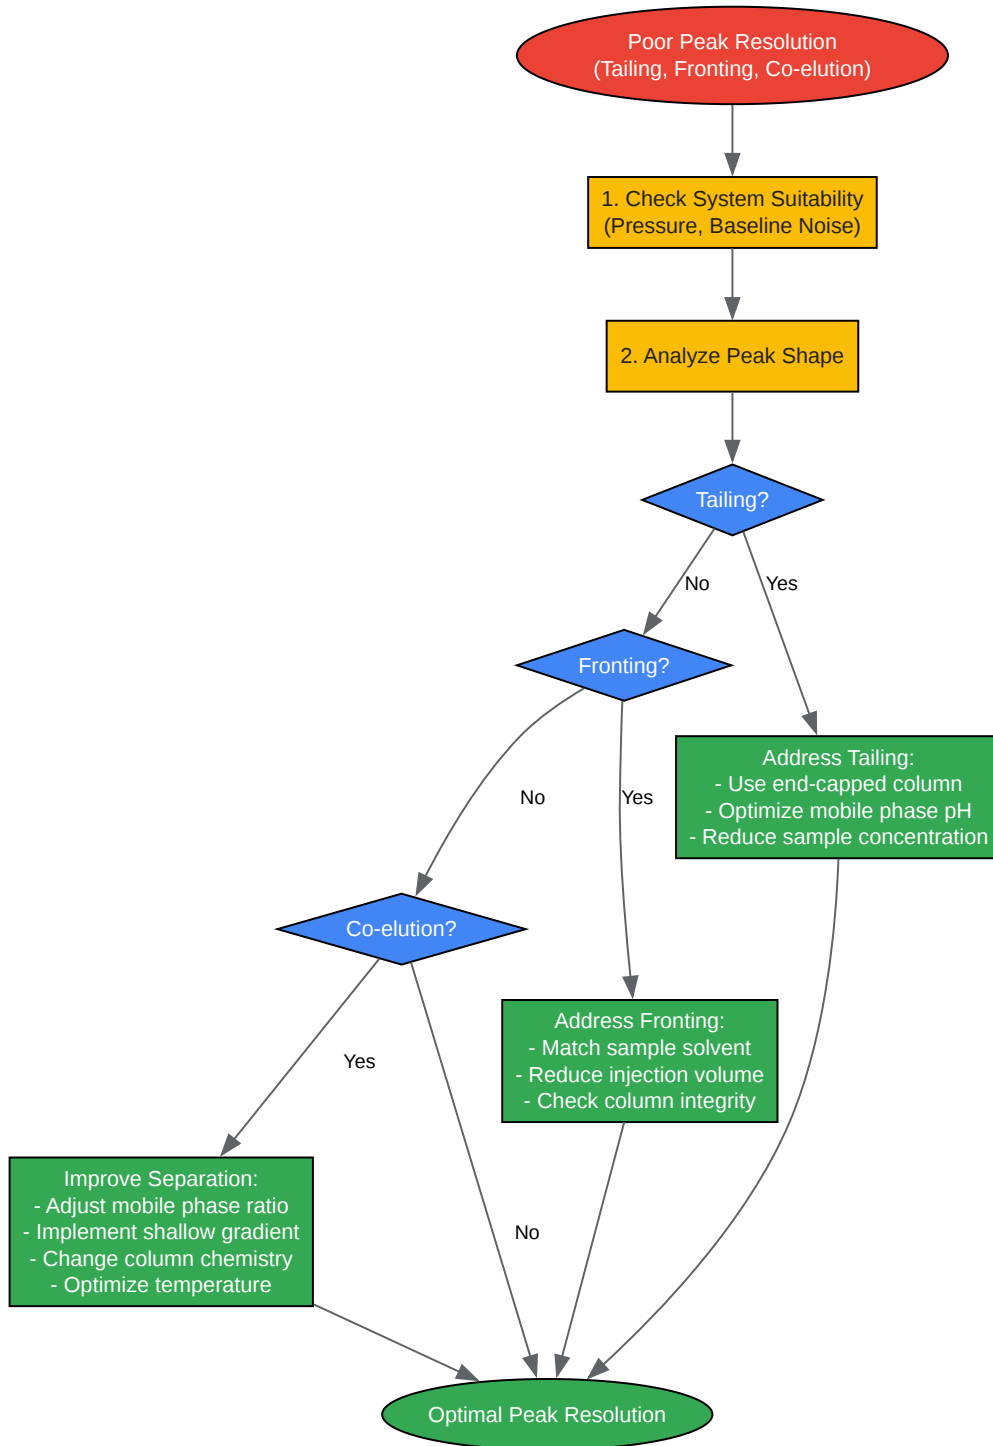 Poor Peak Resolution
(Tailing, Fronting, Co-elution)
1. Check System Suitability
(Pressure, Baseline Noise)
2. Analyze Peak Shape
Tailing?
No
Yes
Fronting?
Address Tailing:
- Use end-capped column
- Optimize mobile phase pH
- Reduce sample concentration
No
Yes
Co-elution?
Address Fronting:
- Match sample solvent
- Reduce injection volume
- Check column integrity
Yes
Improve Separation:
- Adjust mobile phase ratio
- Implement shallow gradient
- Change column chemistry
- Optimize temperature
No
Optimal Peak Resolution